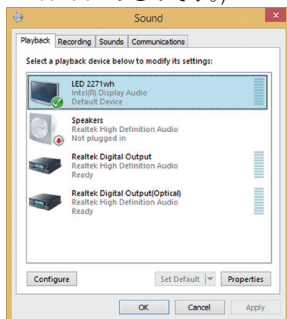 Sound
Playback Recording Sounds Communications
Select a playback device below to modify its settings:
LED 2271wh
Intel(R) Display Audio
Default Device
Speakers
Realtek High Definition Audio
Not plugged in
Realtek Digital Output
Realtek High Definition Audio
Ready
Realtek Digital Output(Optical)
Realtek High Definition Audio
Ready
Configure Set Default Properties
OK Cancel Apply